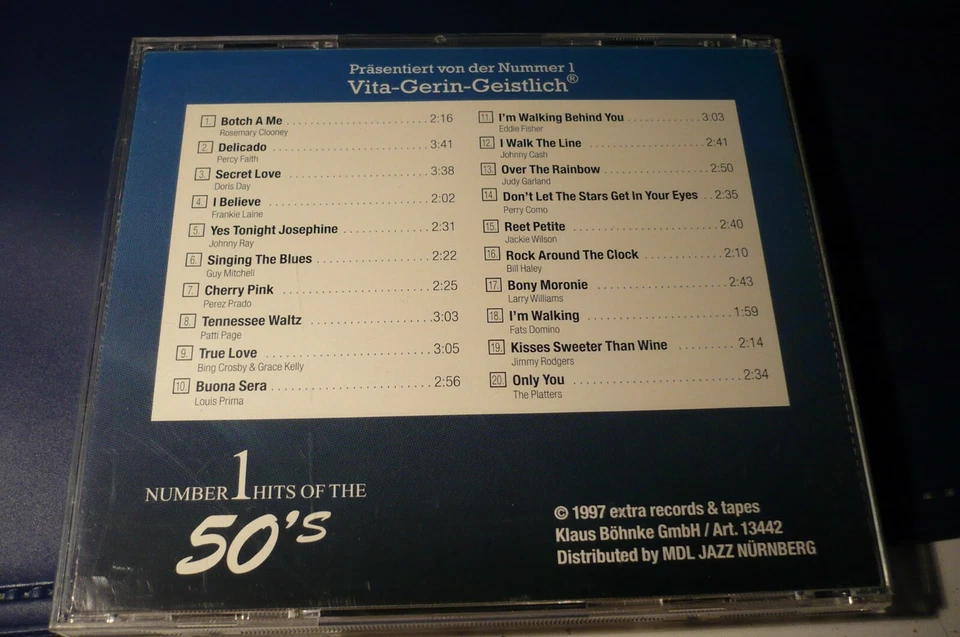 Präsentiert von der Nummer 1
Vita-Gerin-Geistlich®
1. Botch A Me 2:16
Rosemary Clooney
2. Delicado 3:41
Percy Faith
3. Secret Love 3:38
Doris Day
4. I Believe 2:02
Frankie Laine
5. Yes Tonight Josephine 2:31
Johnny Ray
6. Singing The Blues 2:22
Guy Mitchell
7. Cherry Pink 2:25
Perez Prado
8. Tennessee Waltz 3:03
Patti Page
9. True Love 3:05
Bing Crosby & Grace Kelly
10. Buona Sera 2:56
Louis Prima
11. I'm Walking Behind You 3:03
Eddie Fisher
12. I Walk The Line 2:41
Johnny Cash
13. Over The Rainbow 2:50
Judy Garland
14. Don't Let The Stars Get In Your Eyes 2:35
Perry Como
15. Reet Petite 2:40
Jackie Wilson
16. Rock Around The Clock 2:10
Bill Haley
17. Bony Moronie 2:43
Larry Williams
18. I'm Walking 1:59
Fats Domino
19. Kisses Sweeter Than Wine 2:14
Jimmy Rodgers
20. Only You 2:34
The Platters
NUMBER 1 HITS OF THE
50's
© 1997 extra records & tapes
Klaus Böhnke GmbH / Art. 13442
Distributed by MDL JAZZ NÜRNBERG